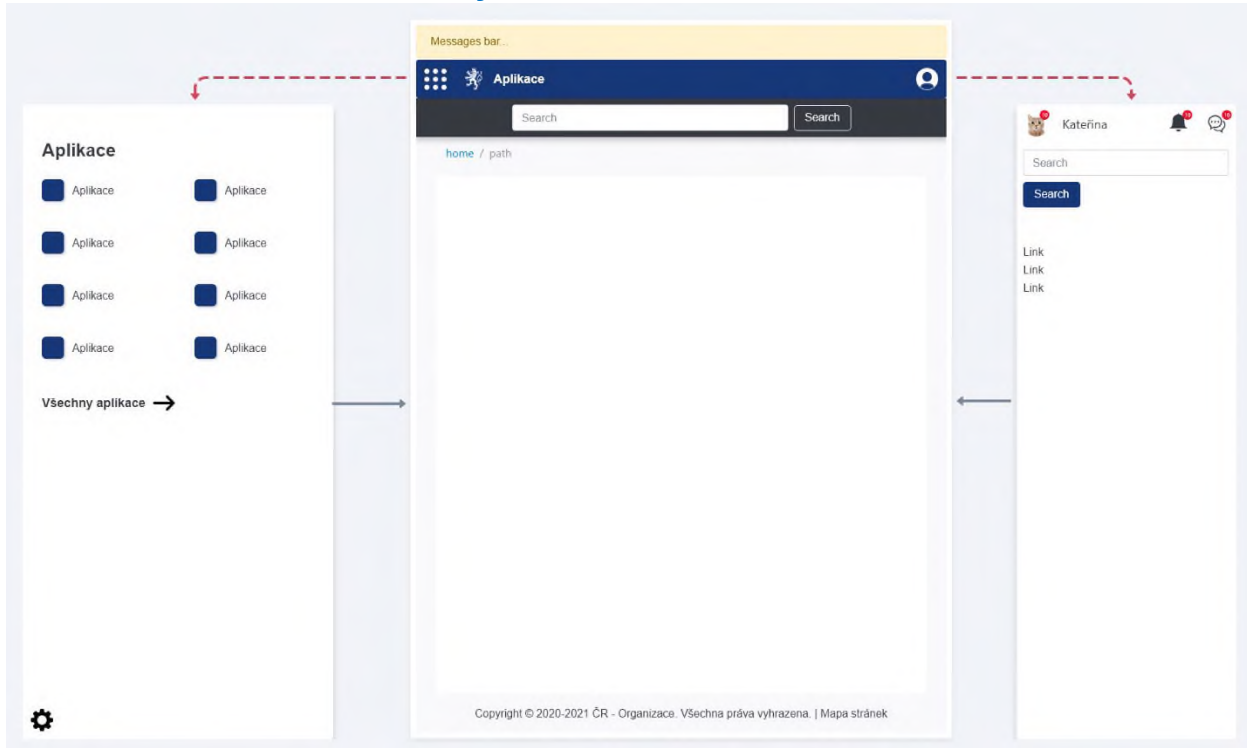 Messages bar...
Aplikace
Search Search
home / path
Aplikace
Aplikace Aplikace
Aplikace Aplikace
Aplikace Aplikace
Aplikace Aplikace
Všechny aplikace
Kateřina
Search
Search
Link
Link
Link
Copyright © 2020-2021 ČR - Organizace. Všechna práva vyhrazena. | Mapa stránek